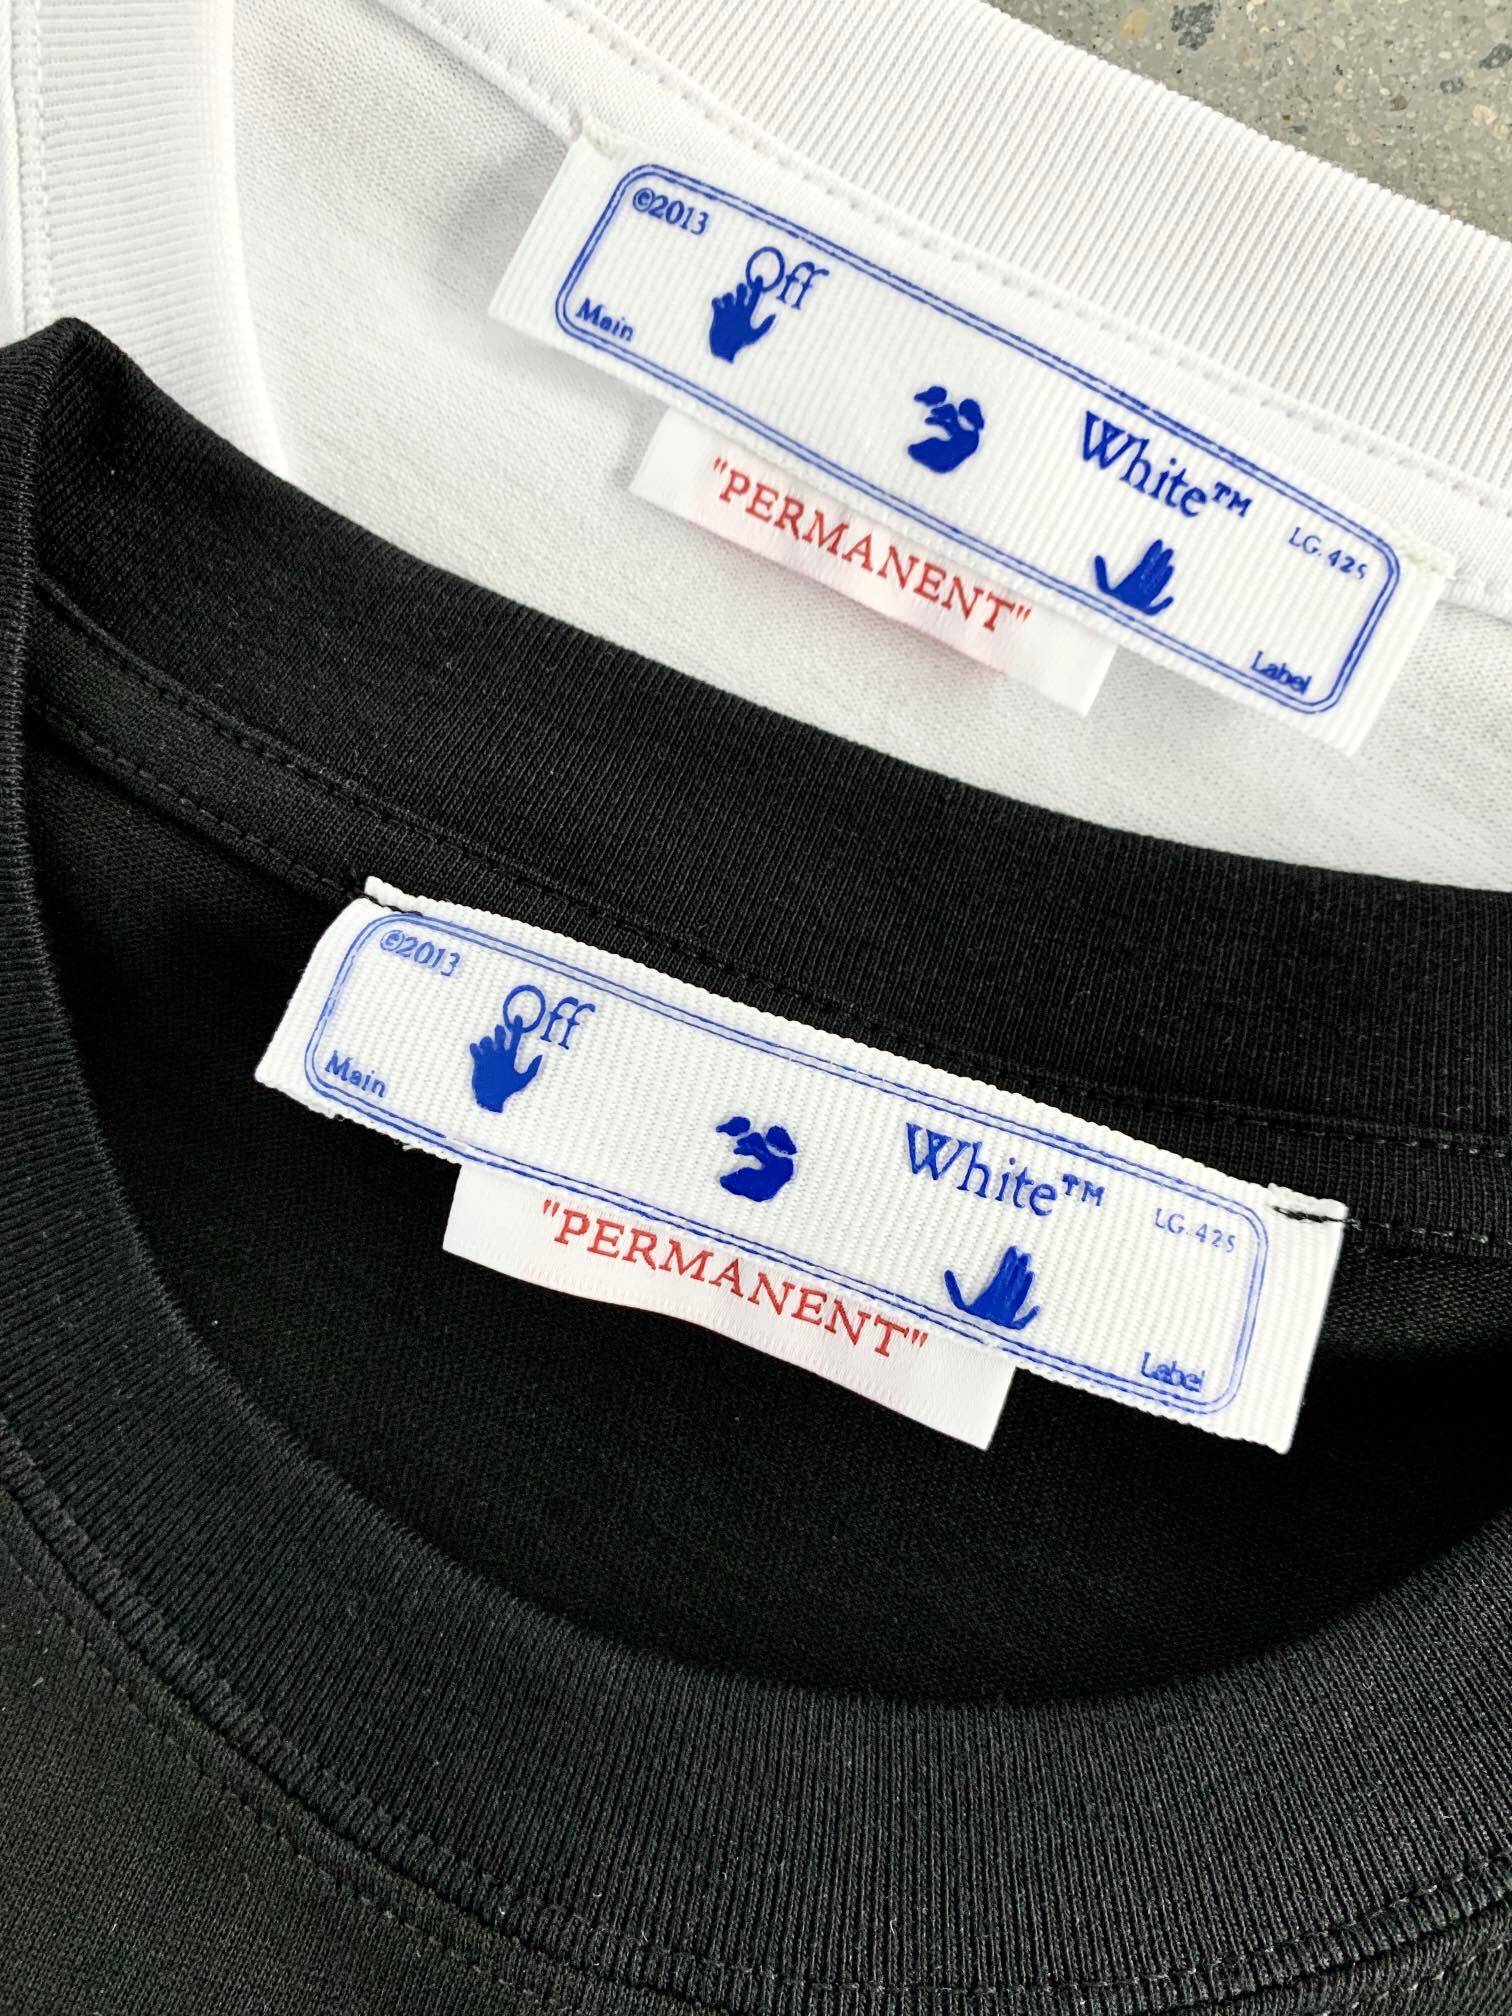 ©2013
Off
White™
LG.425
Main
Label
"PERMANENT"
©2013
Off
White™
LG.425
Main
Label
"PERMANENT"